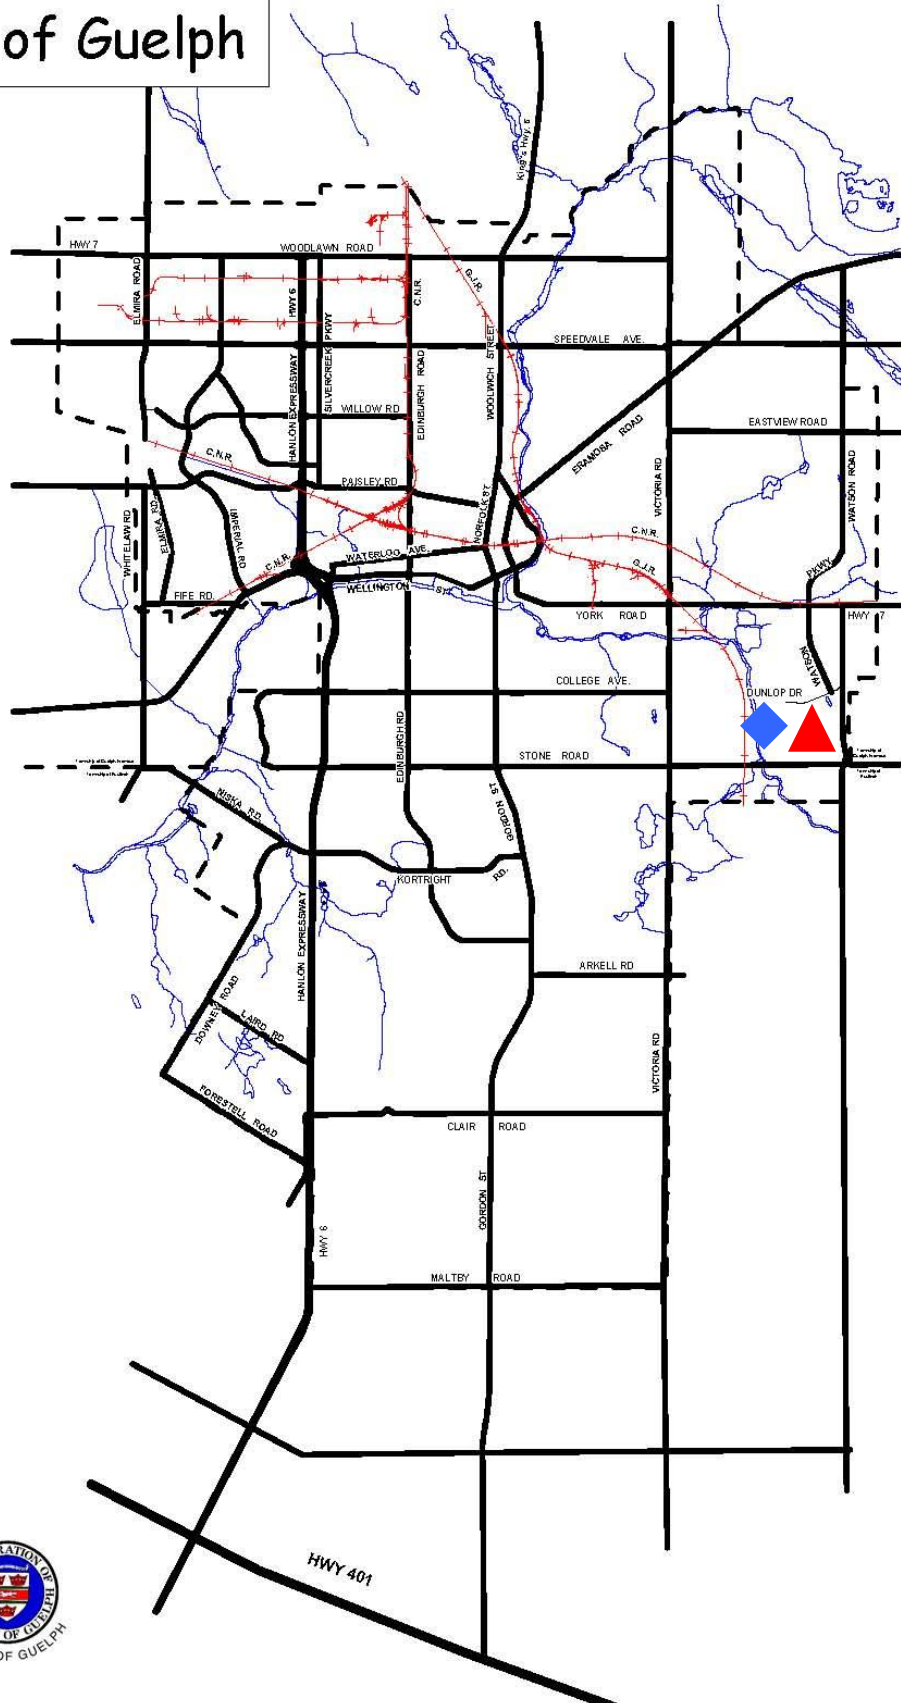 of Guelph
King's Hwy. 6
HWY 7
WOODLAWN ROAD
ELMIRA ROAD
HWY 6
C.N.R.
G.J.R.
SILVERCREEK PKWY
SPEEDVALE AVE.
WOOLWICH STREET
HANLON EXPRESSWAY
EDINBURGH ROAD
WILLOW RD
EASTVIEW ROAD
ERAMOSA ROAD
C.N.R.
VICTORIA RD
WATSON ROAD
PAISLEY RD
NORFOLK ST
ELMIRA RD.
WHITELAW RD
IMPERIAL RD
C.N.R.
G.J.R.
C.N.R.
WATERLOO AVE.
WELLINGTON ST
PKWY
FIFE RD.
YORK ROAD
HWY 7
WATSON
COLLEGE AVE.
DUNLOP DR
EDINBURGH RD
STONE ROAD
NISKA RD.
GORDON ST
KORTRIGHT RD.
HANLON EXPRESSWAY
ARKELL RD
DOWNEY ROAD
LAIRD RD
VICTORIA RD
FORESTELL ROAD
CLAIR ROAD
GORDON ST
HWY 6
MALTBY ROAD
HWY 401
RATION OF
OF GUELPH
OF GUELPH